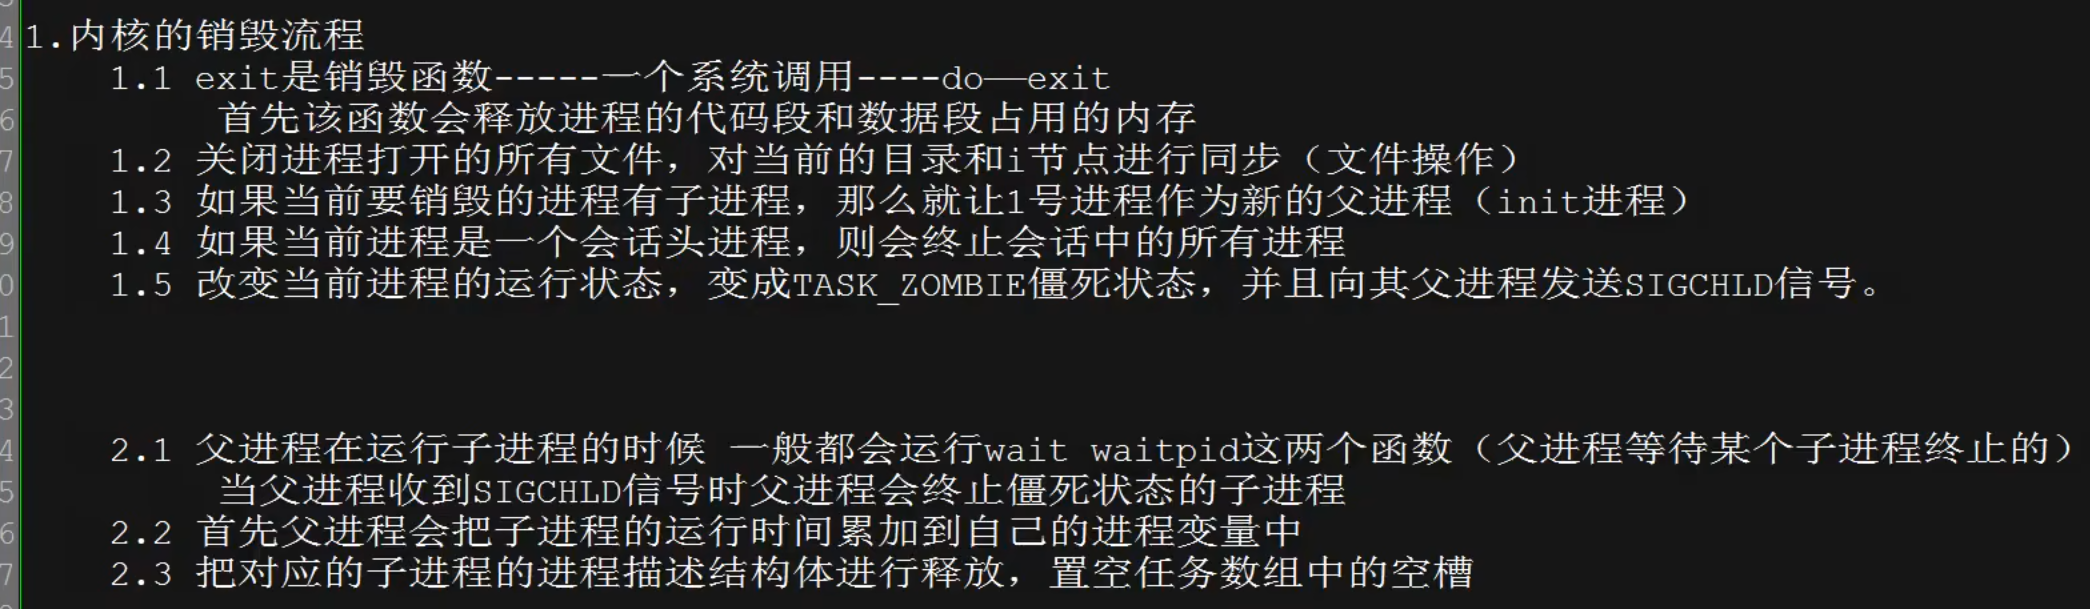 1.内核的销毁流程
1.1 exit是销毁函数-----一个系统调用----do——exit
首先该函数会释放进程的代码段和数据段占用的内存
1.2 关闭进程打开的所有文件，对当前的目录和i节点进行同步（文件操作）
1.3 如果当前要销毁的进程有子进程，那么就让1号进程作为新的父进程（init进程）
1.4 如果当前进程是一个会话头进程，则会终止会话中的所有进程
1.5 改变当前进程的运行状态，变成TASK_ZOMBIE僵死状态，并且向其父进程发送SIGCHLD信号。
2.1 父进程在运行子进程的时候 一般都会运行wait waitpid这两个函数（父进程等待某个子进程终止的）
当父进程收到SIGCHLD信号时父进程会终止僵死状态的子进程
2.2 首先父进程会把子进程的运行时间累加到自己的进程变量中
2.3 把对应的子进程的进程描述结构体进行释放，置空任务数组中的空槽